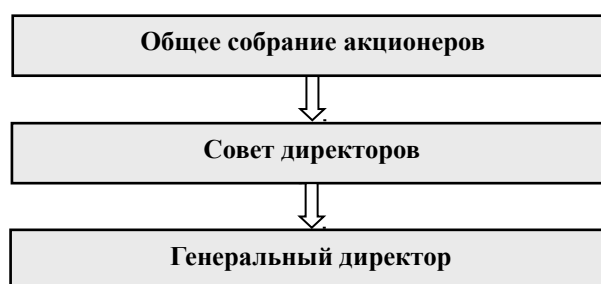 Общее собрание акционеров
Совет директоров
Генеральный директор